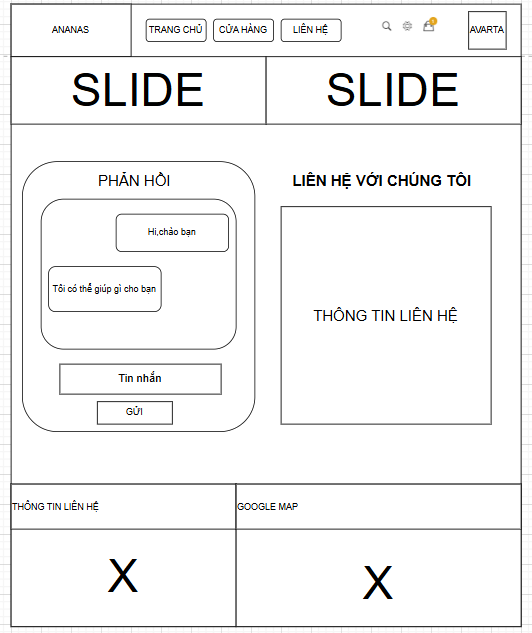 ANANAS
TRANG CHỦ
CỬA HÀNG
LIÊN HỆ
AVARTA
SLIDE
SLIDE
PHẢN HỒI
LIÊN HỆ VỚI CHÚNG TÔI
Hi,chào bạn
Tôi có thể giúp gì cho bạn
THÔNG TIN LIÊN HỆ
Tin nhắn
GỬI
THÔNG TIN LIÊN HỆ
GOOGLE MAP
X
X